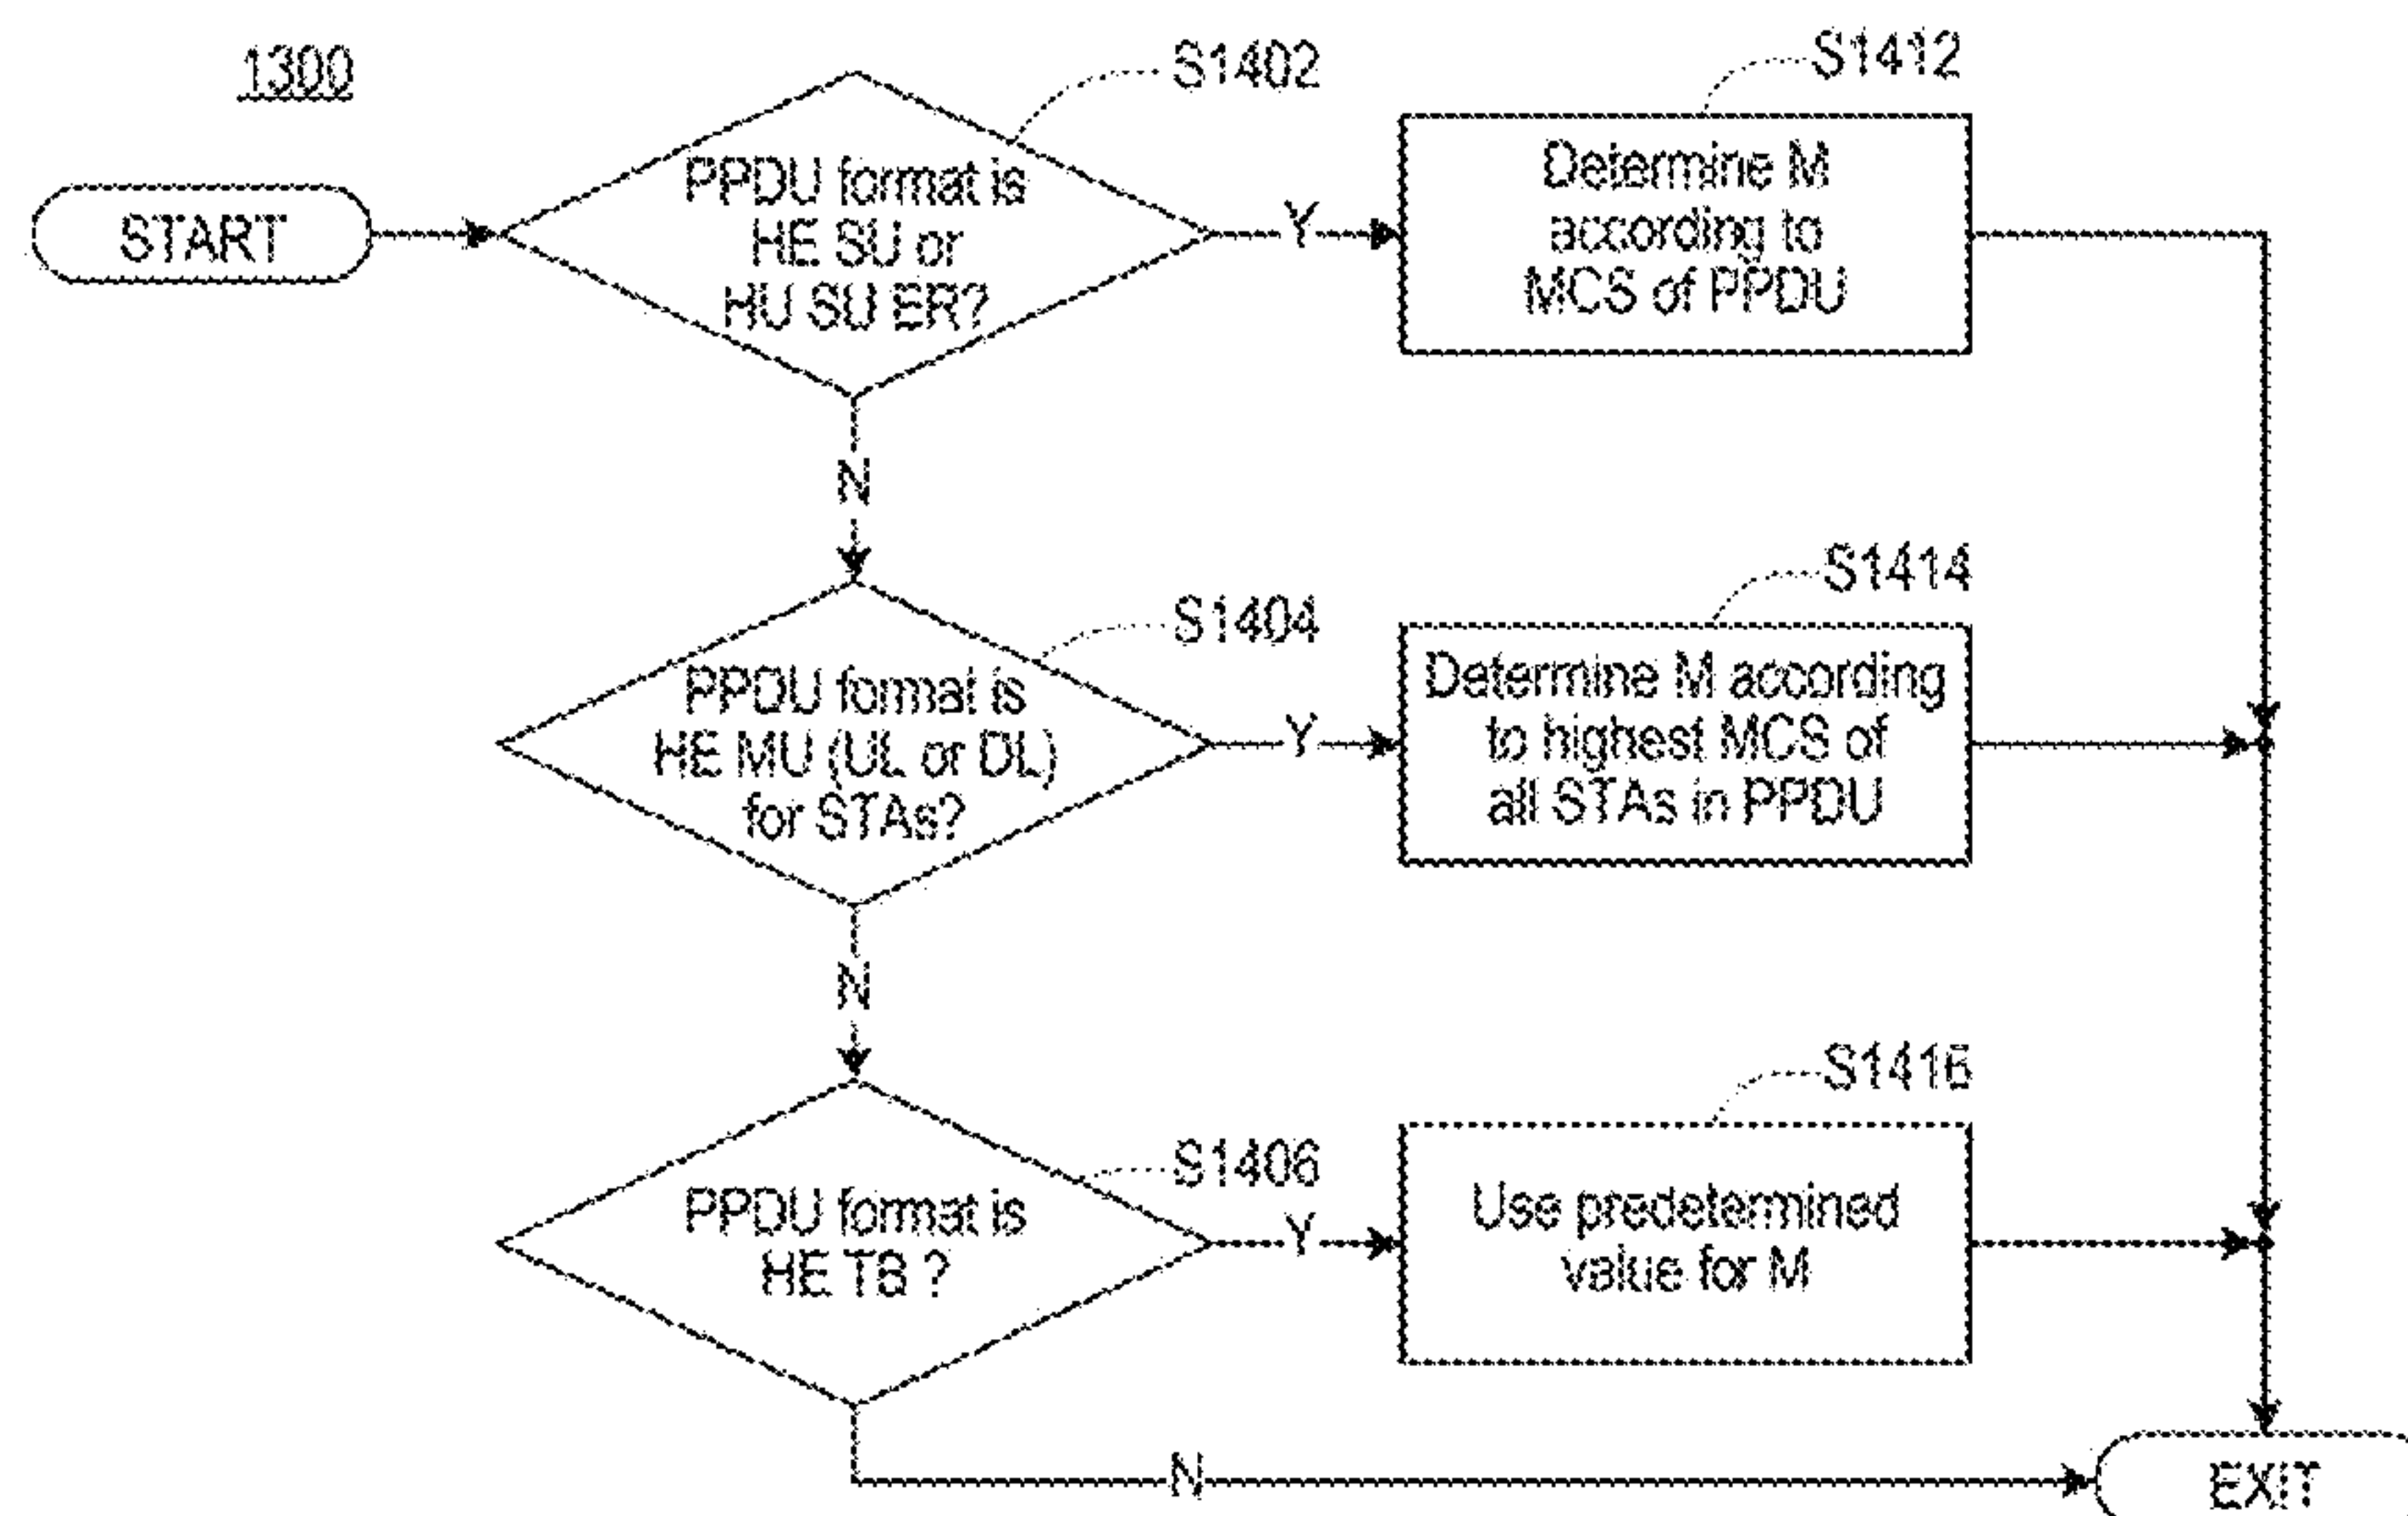 1300
S1402
S1412
START
PPDU format is
HE SU or
HU SU ER?
Y
Determine M
according to
MCS of PPDU
N
S1404
S1414
PPDU format is
HE MU (UL or DL)
for STAs?
Y
Determine M according
to highest MCS of
all STAs in PPDU
N
S1406
S1416
PPDU format is
HE TB ?
Y
Use predetermined
value for M
N
EXIT